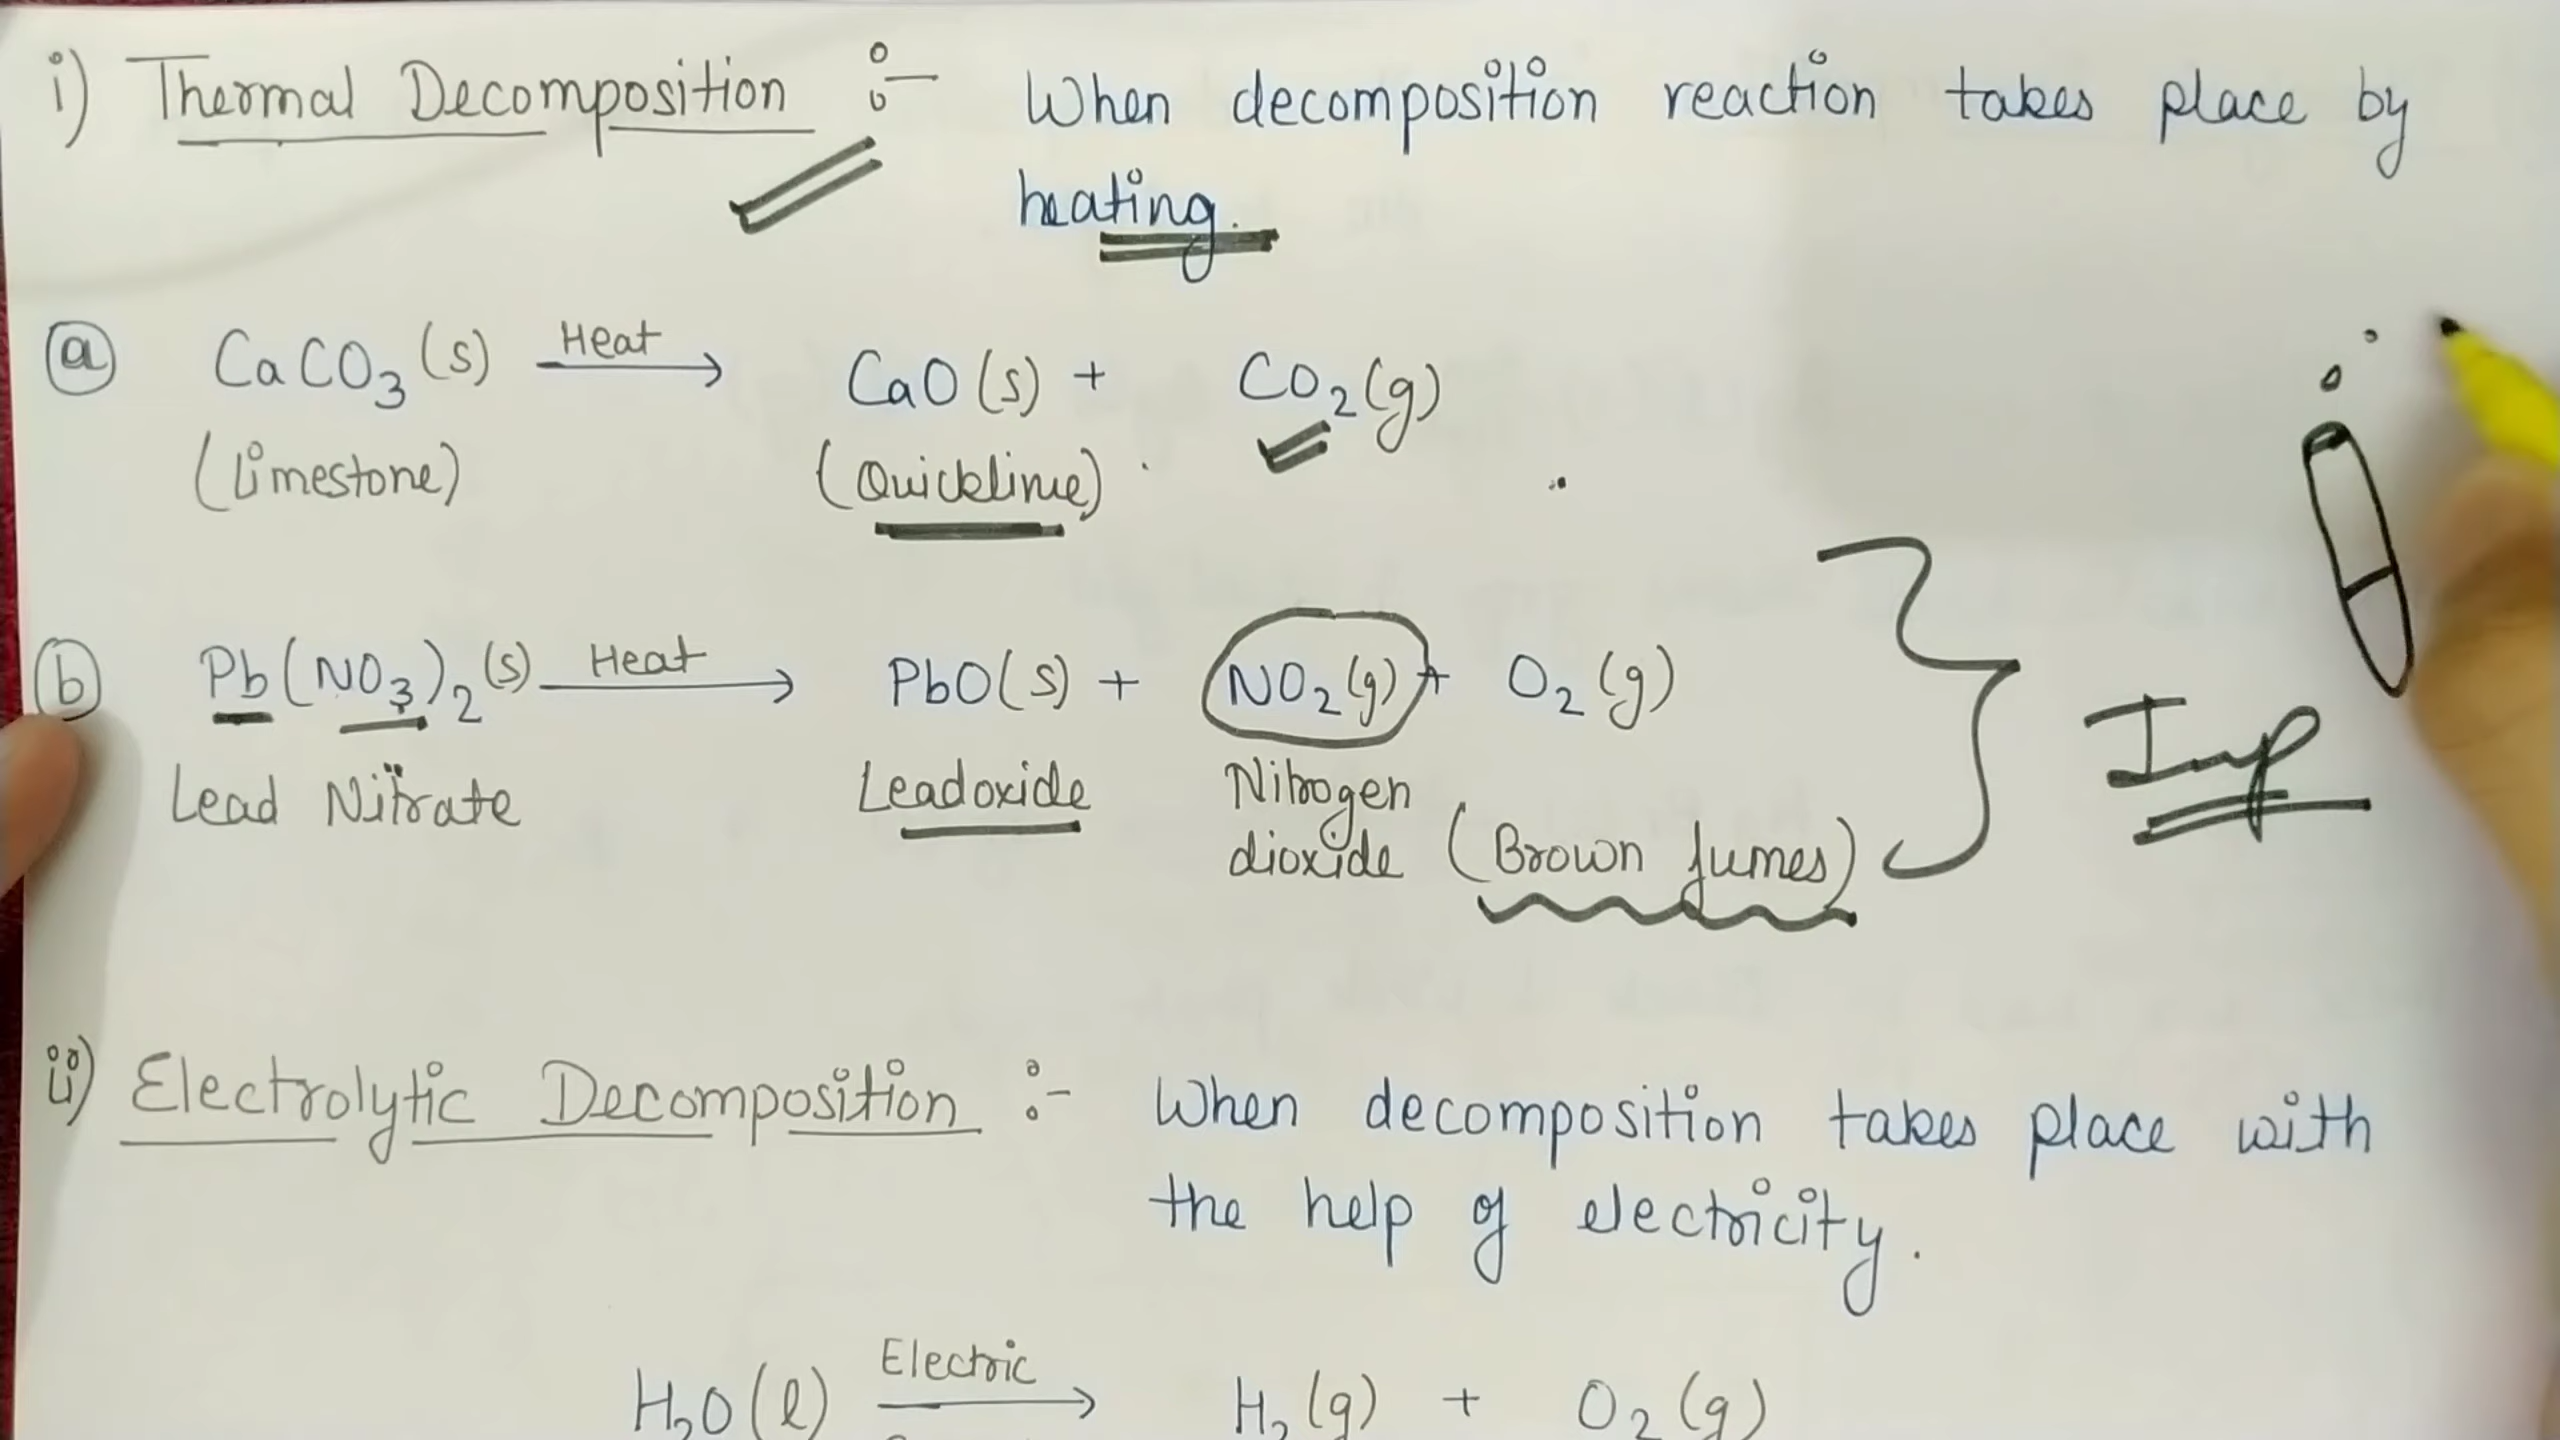 i) Thermal Decomposition :- When decomposition reaction takes place by
heating.
(a) CaCO₃(s) Heat → CaO(s) + CO₂(g)
(Limestone) (Quicklime)
(b) Pb(NO₃)₂(s) Heat → PbO(s) + NO₂(g) + O₂(g)
Lead Nitrate Leadoxide Nitrogen
dioxide (Brown fumes)
Imp
ii) Electrolytic Decomposition :- When decomposition takes place with
the help of electricity.
H₂O(l) Electric → H₂(g) + O₂(g)